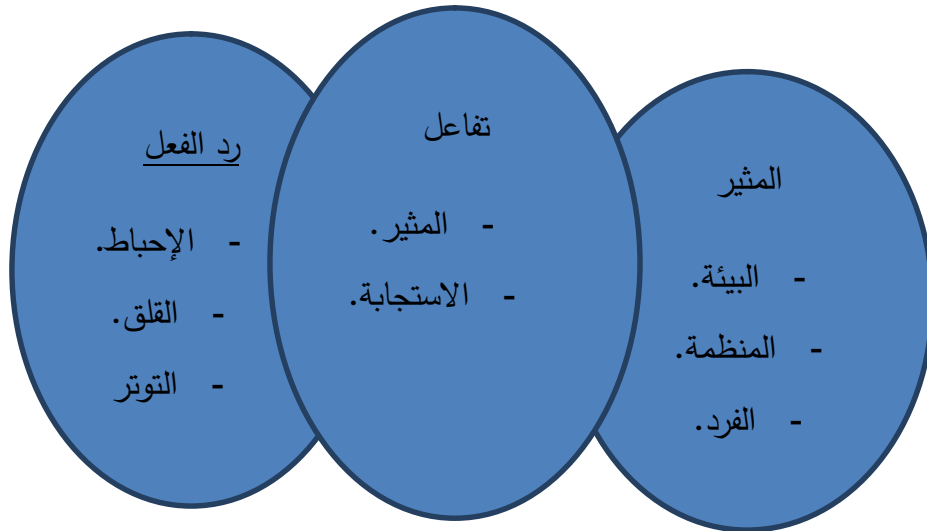 المثير
- البيئة.
- المنظمة.
- الفرد.
تفاعل
- المثير.
- الاستجابة.
رد الفعل
- الإحباط.
- القلق.
- التوتر